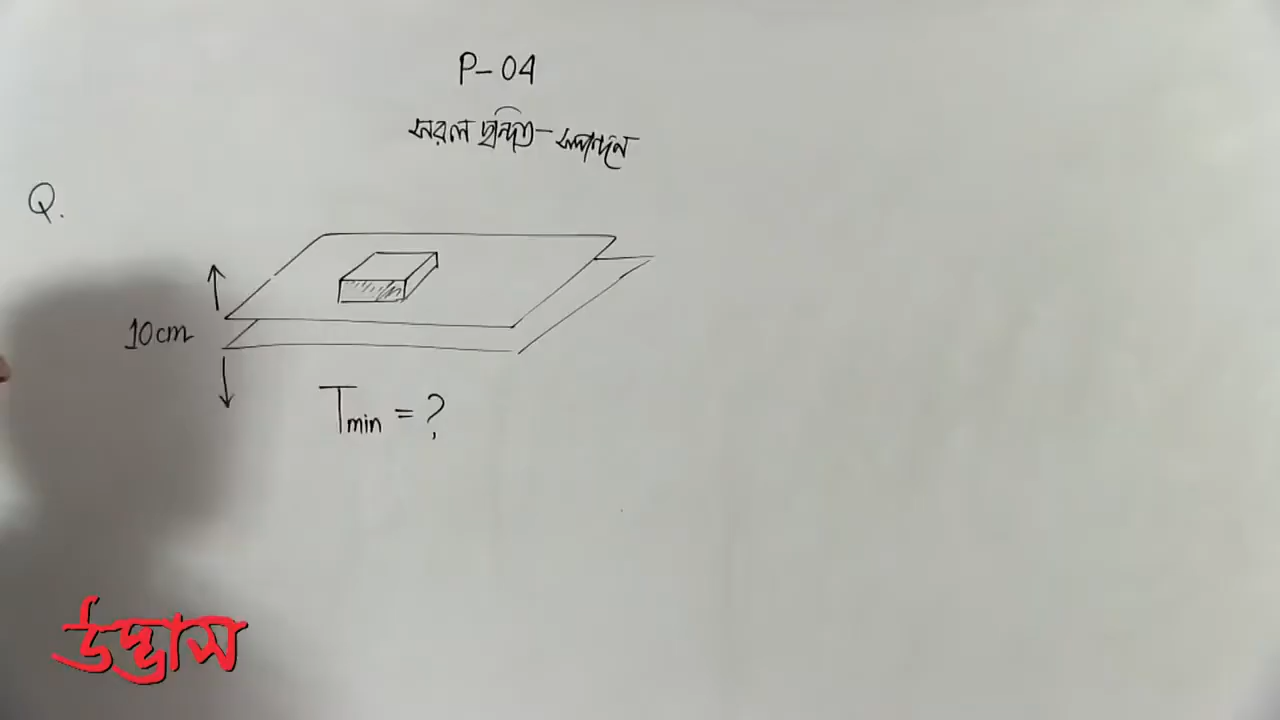 P-04
সরল ছন্দিত-স্পন্দন
Q.
10cm
Tmin = ?
উদ্ভাস